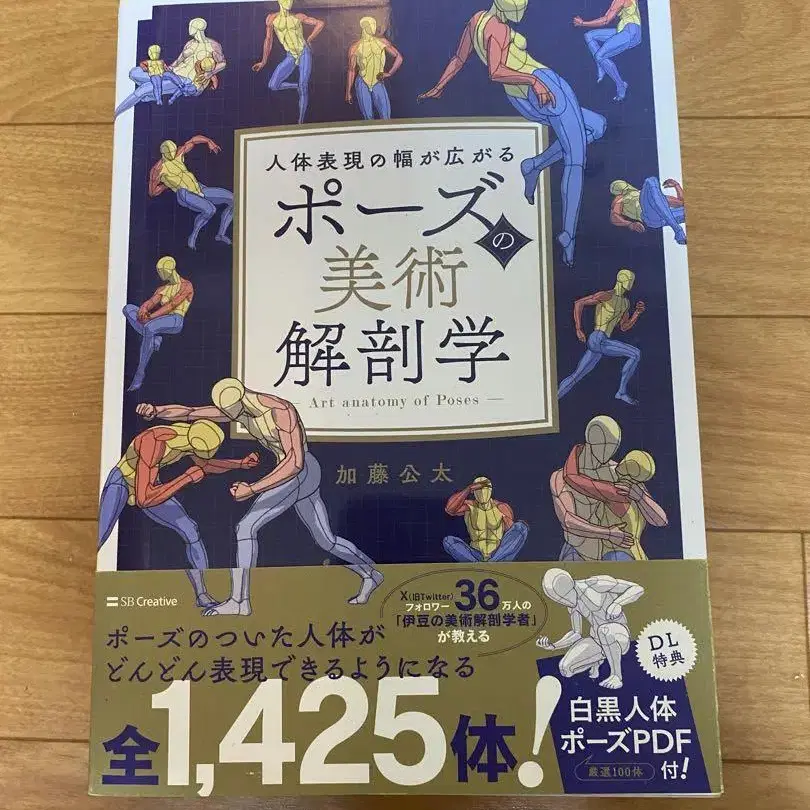 人体表現の幅が広がる
ポーズの
美術
解剖学
Art anatomy of Poses
加藤公太
SB Creative
X(旧Twitter)
フォロワー36万人の
「伊豆の美術解剖学者」
が教える
ポーズのついた人体が
どんどん表現できるようになる
全1,425体!
DL
特典
白黒人体
ポーズPDF
厳選100体
付!